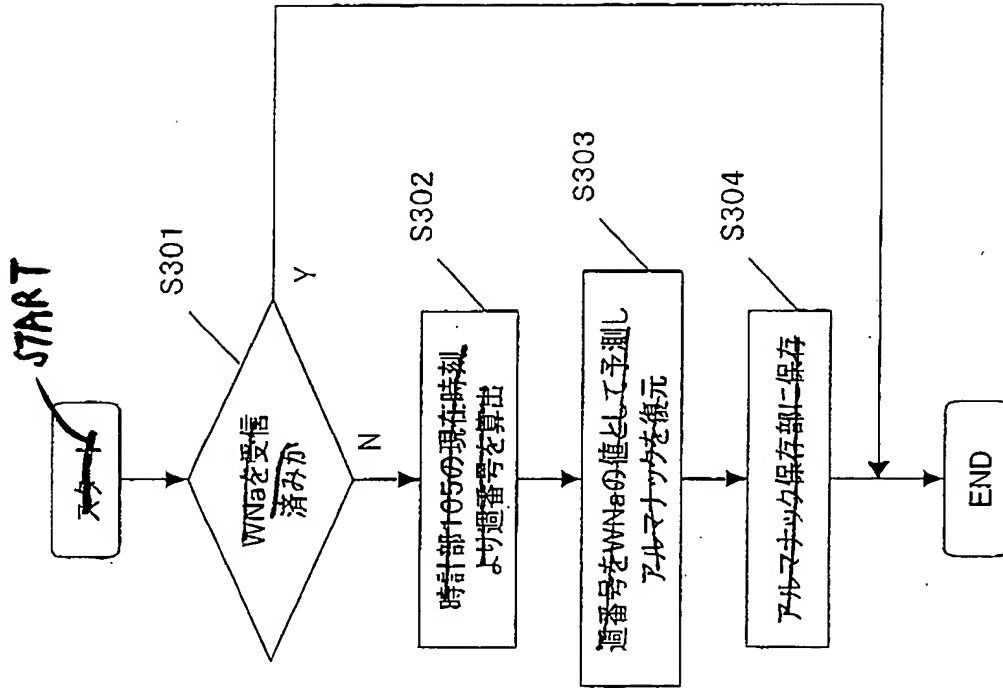 START
スタート
S301
WNaを受信
済みか
Y
N
S302
時計部105の現在時刻
より週番号を算出
S303
週番号をWNaの値として予測し
アルマナックを復元
S304
アルマナック保存部に保存
END